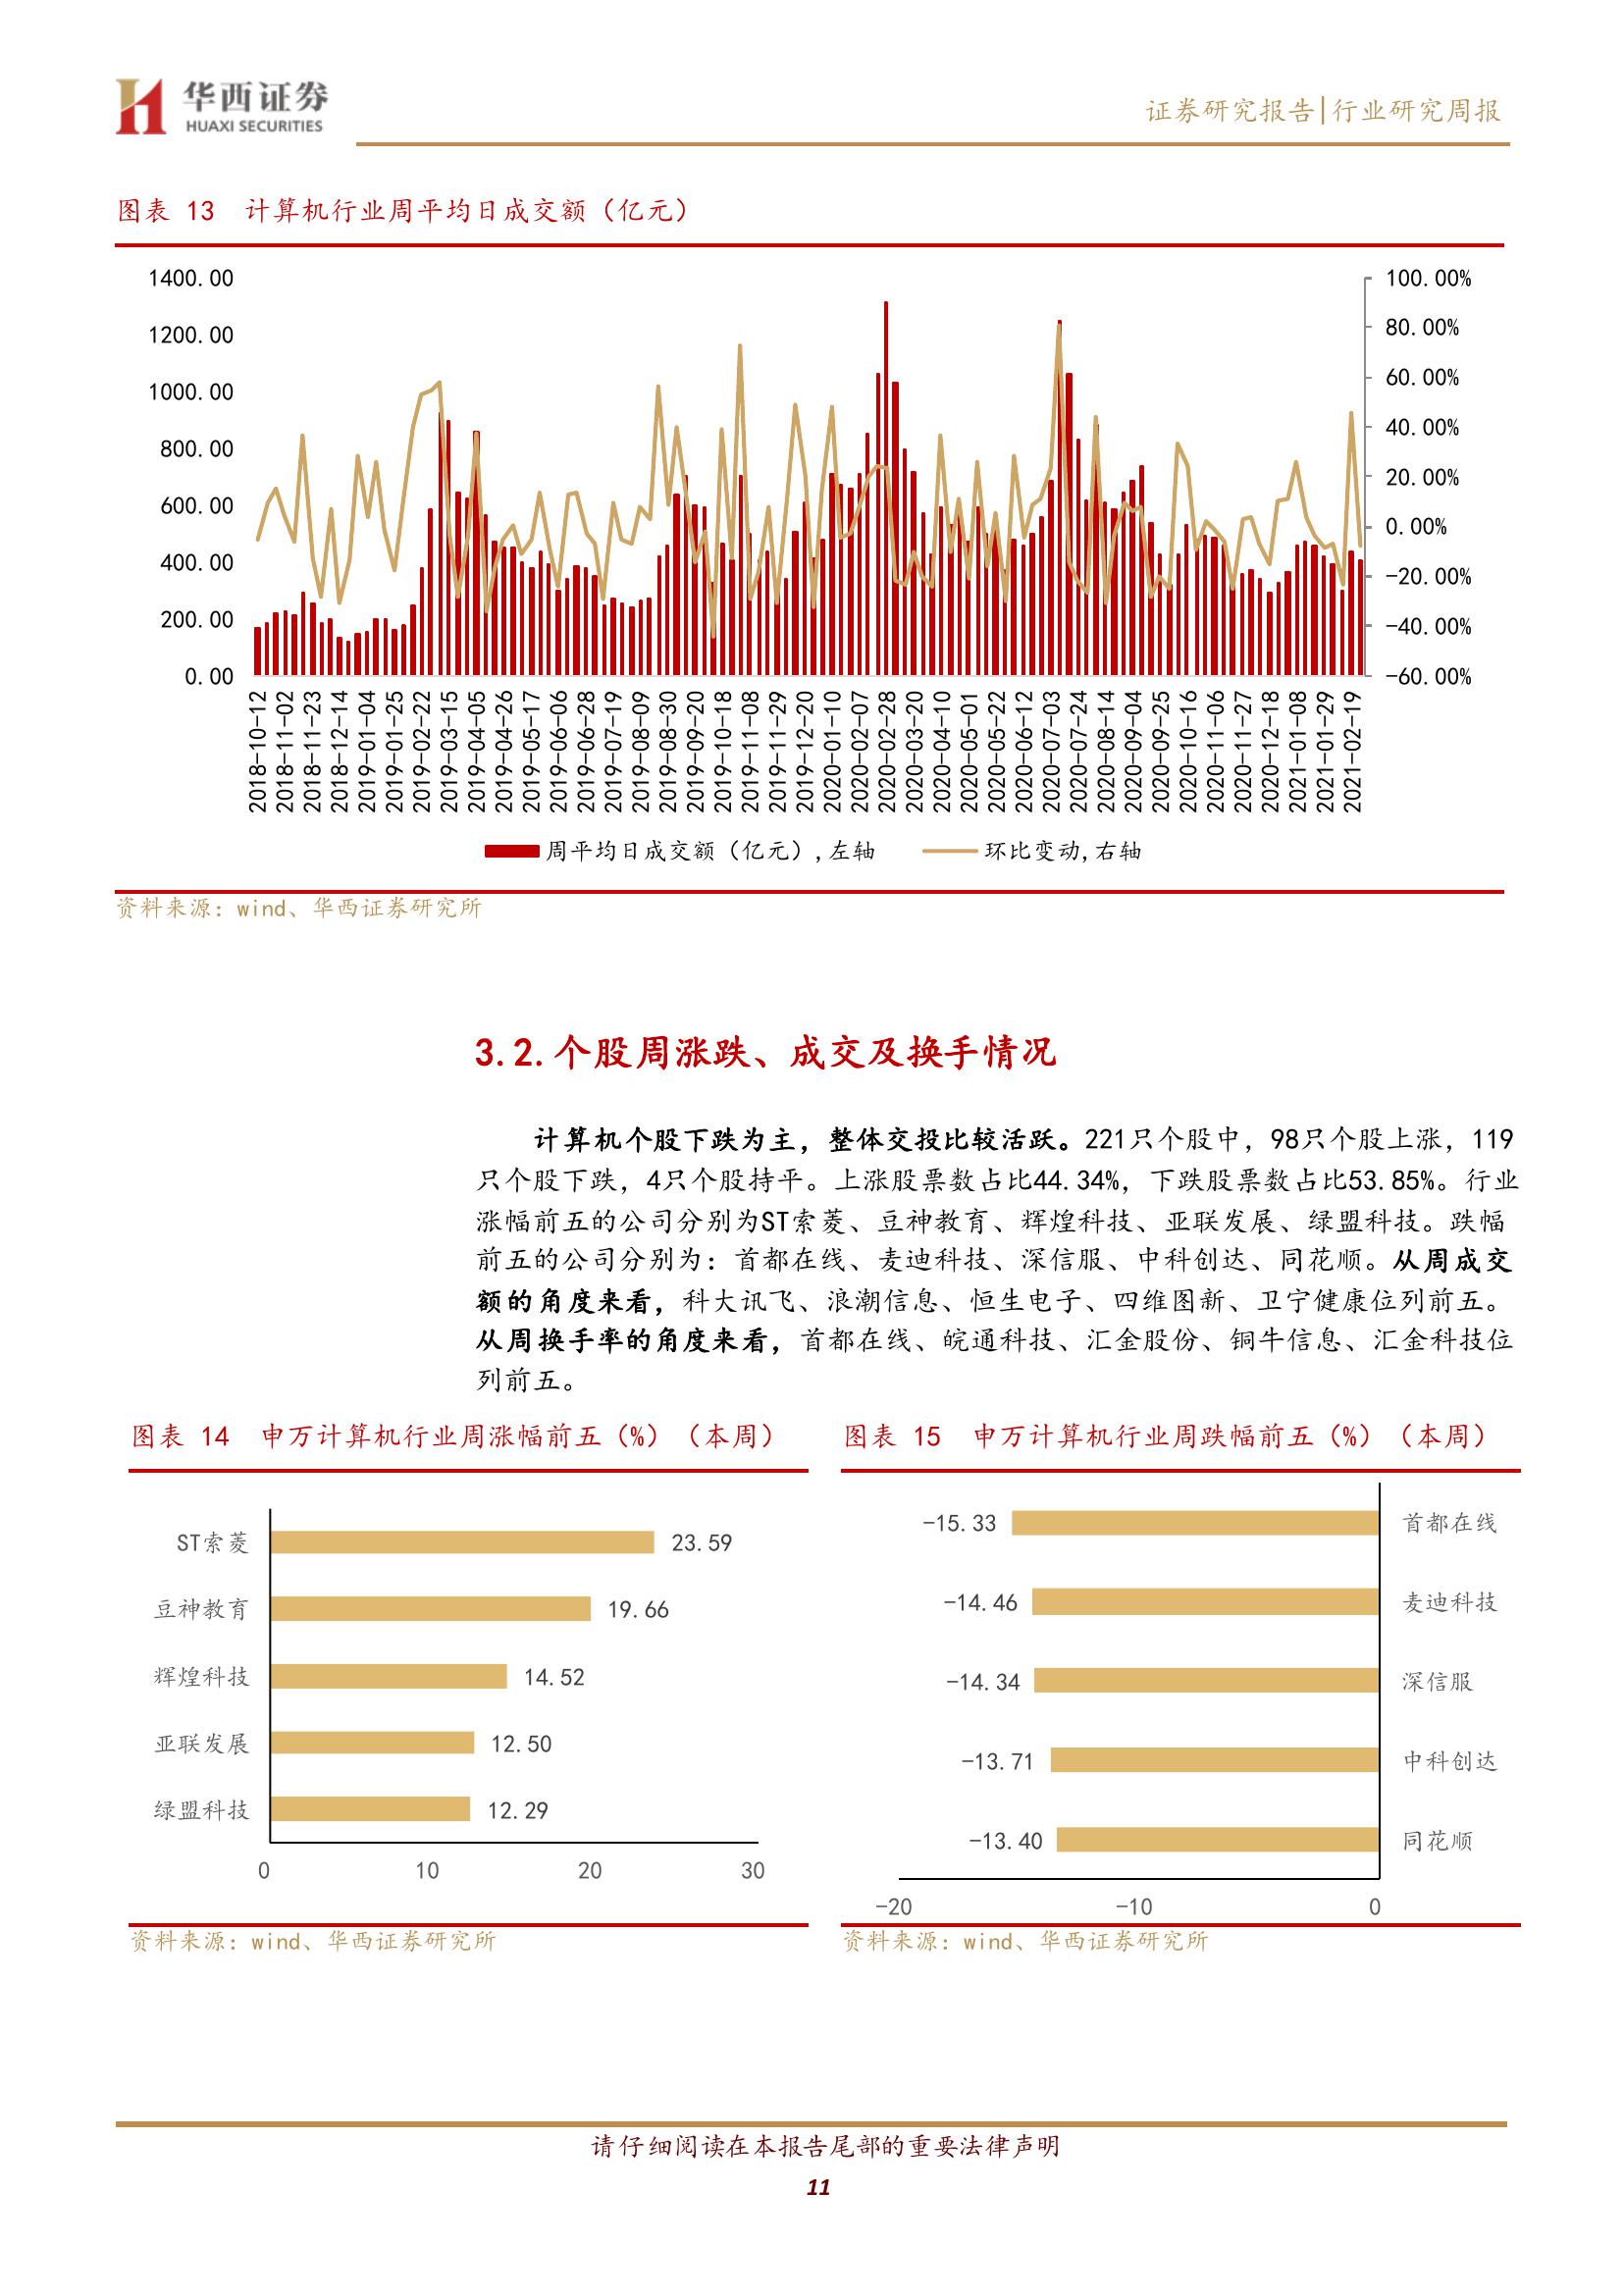 华西证券
HUAXI SECURITIES
证券研究报告|行业研究周报
图表 13 计算机行业周平均日成交额（亿元）
1400.00
1200.00
1000.00
800.00
600.00
400.00
200.00
0.00
100.00%
80.00%
60.00%
40.00%
20.00%
0.00%
-20.00%
-40.00%
-60.00%
2018-10-12
2018-11-02
2018-11-23
2018-12-14
2019-01-04
2019-01-25
2019-02-22
2019-03-15
2019-04-05
2019-04-26
2019-05-17
2019-06-06
2019-06-28
2019-07-19
2019-08-09
2019-08-30
2019-09-20
2019-10-18
2019-11-08
2019-11-29
2019-12-20
2020-01-10
2020-02-07
2020-02-28
2020-03-20
2020-04-10
2020-05-01
2020-05-22
2020-06-12
2020-07-03
2020-07-24
2020-08-14
2020-09-04
2020-09-25
2020-10-16
2020-11-06
2020-11-27
2020-12-18
2021-01-08
2021-01-29
2021-02-19
周平均日成交额（亿元）,左轴
环比变动,右轴
资料来源：wind、华西证券研究所
3.2.个股周涨跌、成交及换手情况
计算机个股下跌为主，整体交投比较活跃。221只个股中，98只个股上涨，119
只个股下跌，4只个股持平。上涨股票数占比44.34%，下跌股票数占比53.85%。行业
涨幅前五的公司分别为ST索菱、豆神教育、辉煌科技、亚联发展、绿盟科技。跌幅
前五的公司分别为：首都在线、麦迪科技、深信服、中科创达、同花顺。从周成交
额的角度来看，科大讯飞、浪潮信息、恒生电子、四维图新、卫宁健康位列前五。
从周换手率的角度来看，首都在线、皖通科技、汇金股份、铜牛信息、汇金科技位
列前五。
图表 14 申万计算机行业周涨幅前五（%）（本周）
ST索菱
23.59
豆神教育
19.66
辉煌科技
14.52
亚联发展
12.50
绿盟科技
12.29
0
10
20
30
资料来源：wind、华西证券研究所
图表 15 申万计算机行业周跌幅前五（%）（本周）
-15.33
首都在线
-14.46
麦迪科技
-14.34
深信服
-13.71
中科创达
-13.40
同花顺
-20
-10
0
资料来源：wind、华西证券研究所
请仔细阅读在本报告尾部的重要法律声明
11